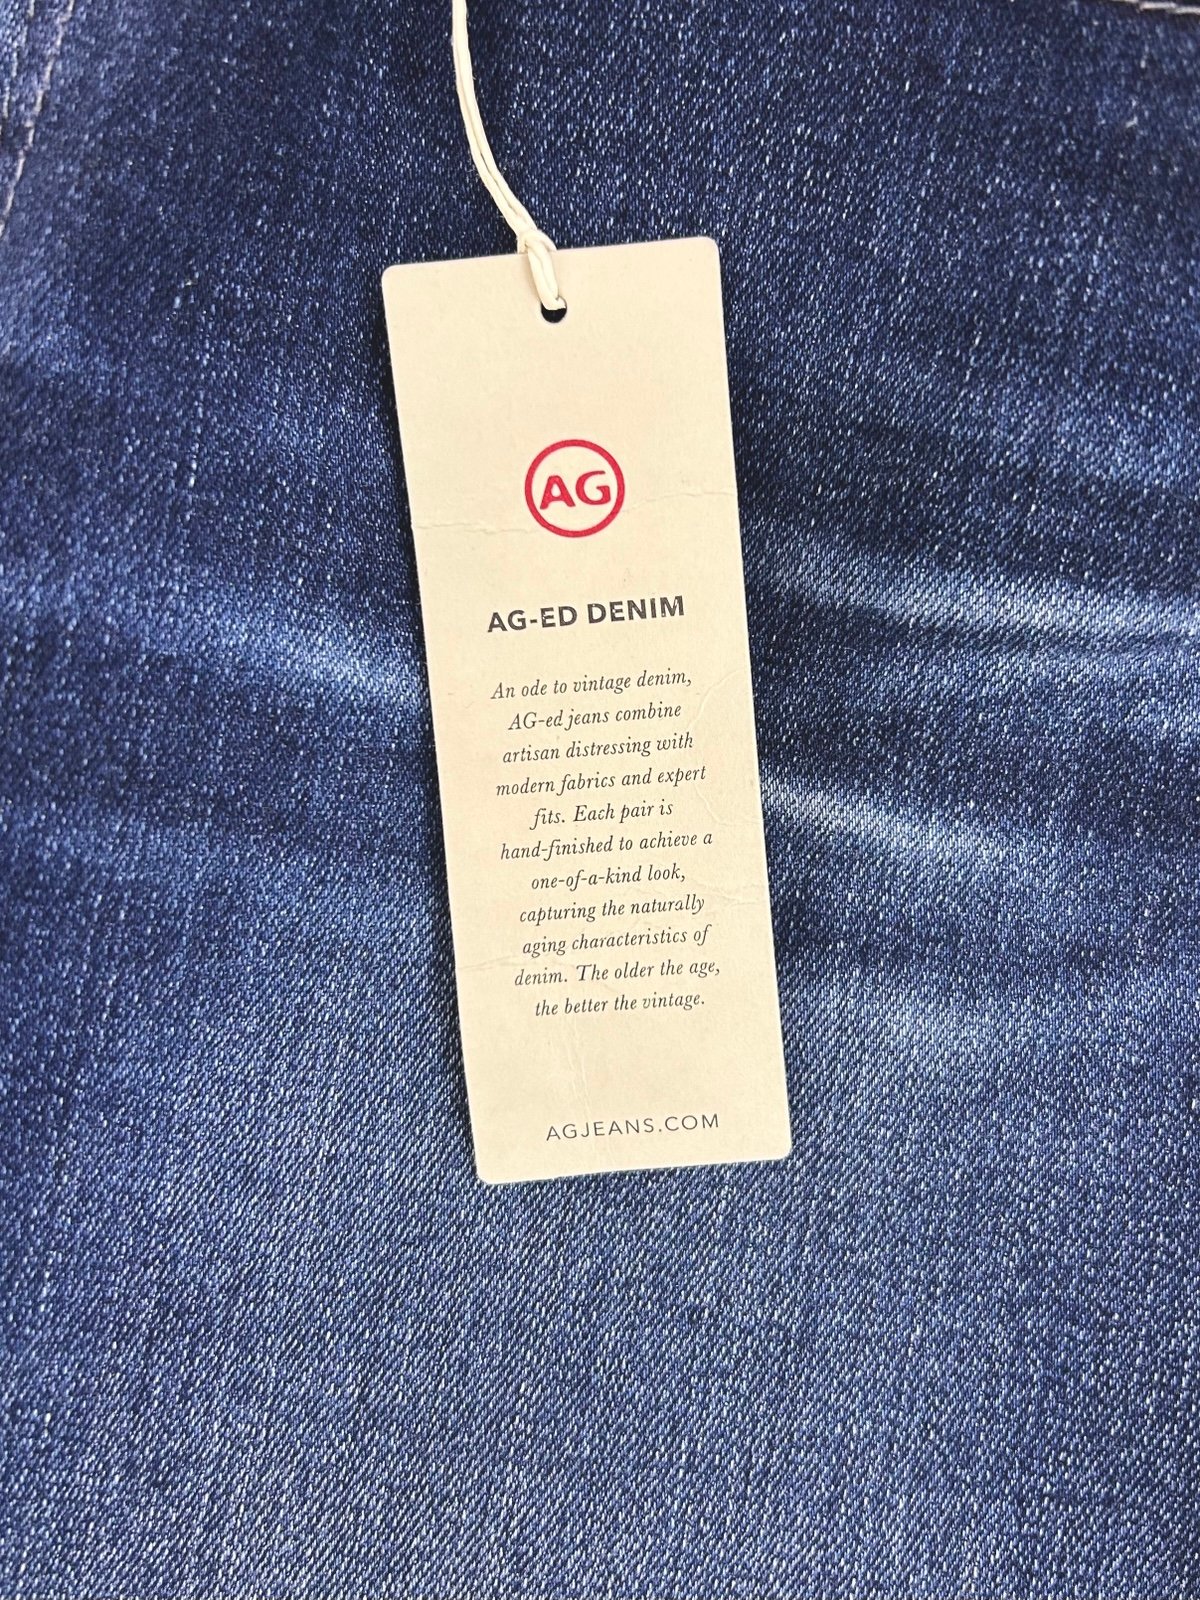 AG
AG-ED DENIM
An ode to vintage denim,
AG-ed jeans combine
artisan distressing with
modern fabrics and expert
fits. Each pair is
hand-finished to achieve a
one-of-a-kind look,
capturing the naturally
aging characteristics of
denim. The older the age,
the better the vintage.
AGJEANS.COM